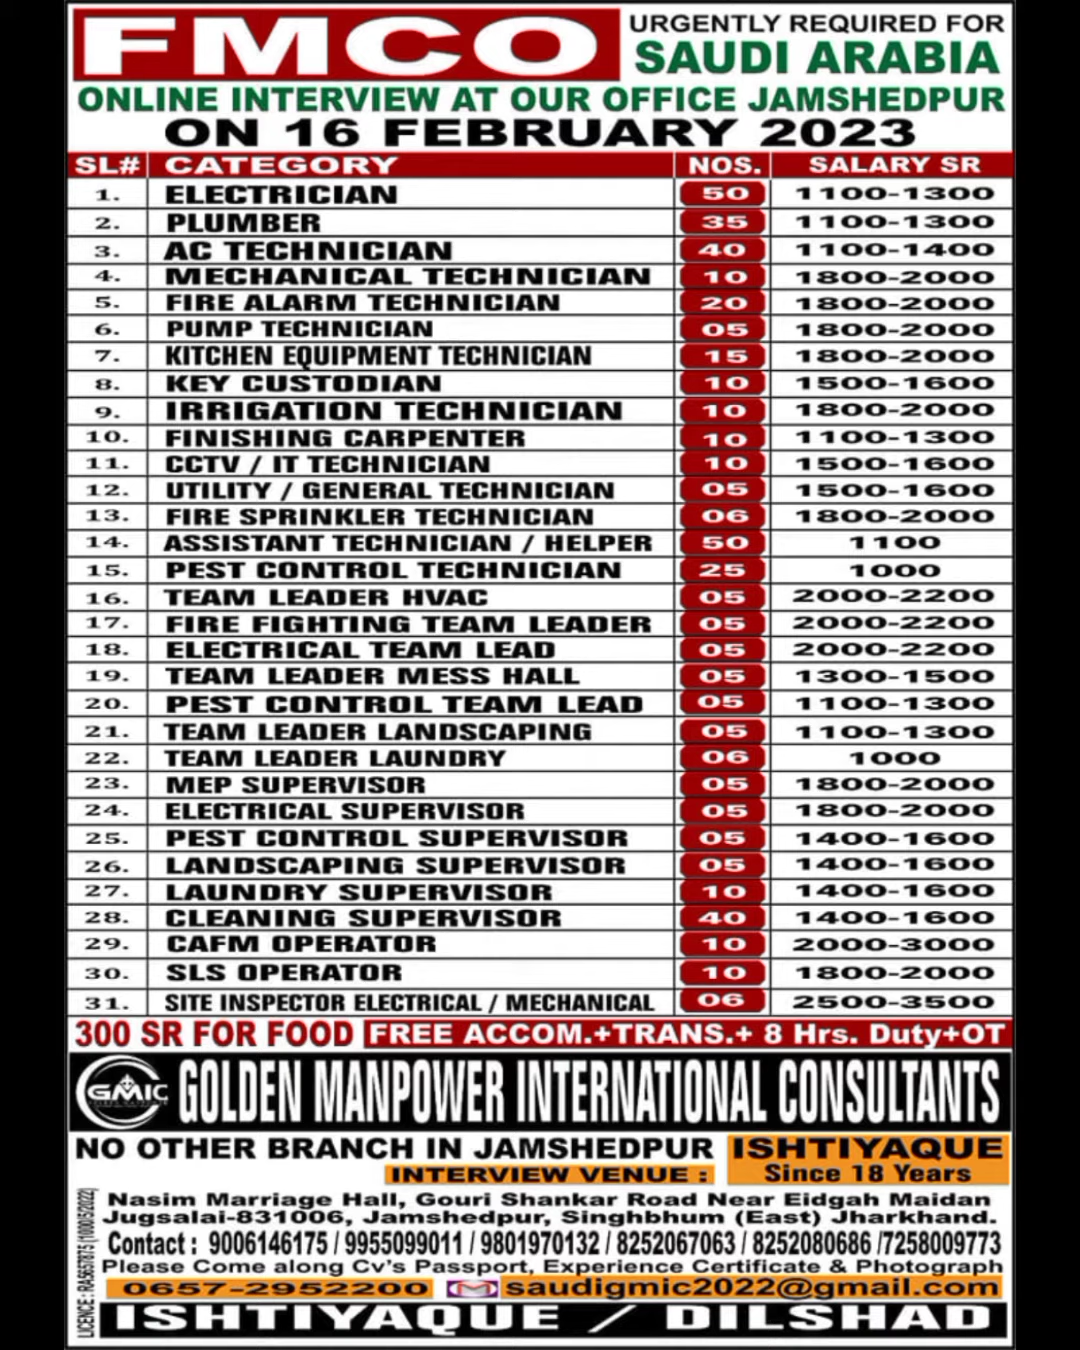 FMCO
URGENTLY REQUIRED FOR
SAUDI ARABIA
ONLINE INTERVIEW AT OUR OFFICE JAMSHEDPUR
ON 16 FEBRUARY 2023
SL# CATEGORY NOS. SALARY SR
1. ELECTRICIAN 50 1100-1300
2. PLUMBER 35 1100-1300
3. AC TECHNICIAN 40 1100-1400
4. MECHANICAL TECHNICIAN 10 1800-2000
5. FIRE ALARM TECHNICIAN 20 1800-2000
6. PUMP TECHNICIAN 05 1800-2000
7. KITCHEN EQUIPMENT TECHNICIAN 15 1800-2000
8. KEY CUSTODIAN 10 1500-1600
9. IRRIGATION TECHNICIAN 10 1800-2000
10. FINISHING CARPENTER 10 1100-1300
11. CCTV / IT TECHNICIAN 10 1500-1600
12. UTILITY / GENERAL TECHNICIAN 05 1500-1600
13. FIRE SPRINKLER TECHNICIAN 06 1800-2000
14. ASSISTANT TECHNICIAN / HELPER 50 1100
15. PEST CONTROL TECHNICIAN 25 1000
16. TEAM LEADER HVAC 05 2000-2200
17. FIRE FIGHTING TEAM LEADER 05 2000-2200
18. ELECTRICAL TEAM LEAD 05 2000-2200
19. TEAM LEADER MESS HALL 05 1300-1500
20. PEST CONTROL TEAM LEAD 05 1100-1300
21. TEAM LEADER LANDSCAPING 05 1100-1300
22. TEAM LEADER LAUNDRY 06 1000
23. MEP SUPERVISOR 05 1800-2000
24. ELECTRICAL SUPERVISOR 05 1800-2000
25. PEST CONTROL SUPERVISOR 05 1400-1600
26. LANDSCAPING SUPERVISOR 05 1400-1600
27. LAUNDRY SUPERVISOR 10 1400-1600
28. CLEANING SUPERVISOR 40 1400-1600
29. CAFM OPERATOR 10 2000-3000
30. SLS OPERATOR 10 1800-2000
31. SITE INSPECTOR ELECTRICAL / MECHANICAL 06 2500-3500
300 SR FOR FOOD FREE ACCOM.+TRANS.+ 8 Hrs. Duty+OT
GMIC GOLDEN MANPOWER INTERNATIONAL CONSULTANTS
NO OTHER BRANCH IN JAMSHEDPUR ISHTIYAQUE
INTERVIEW VENUE : Since 18 Years
Nasim Marriage Hall, Gouri Shankar Road Near Eidgah Maidan
Jugsalai-831006, Jamshedpur, Singhbhum (East) Jharkhand.
Contact : 9006146175 / 9955099011 / 9801970132 / 8252067063 / 8252080686 /7258009773
Please Come along Cv's Passport, Experience Certificate & Photograph
0657-2952200 saudigmic2022@gmail.com
ISHTIYAQUE / DILSHAD